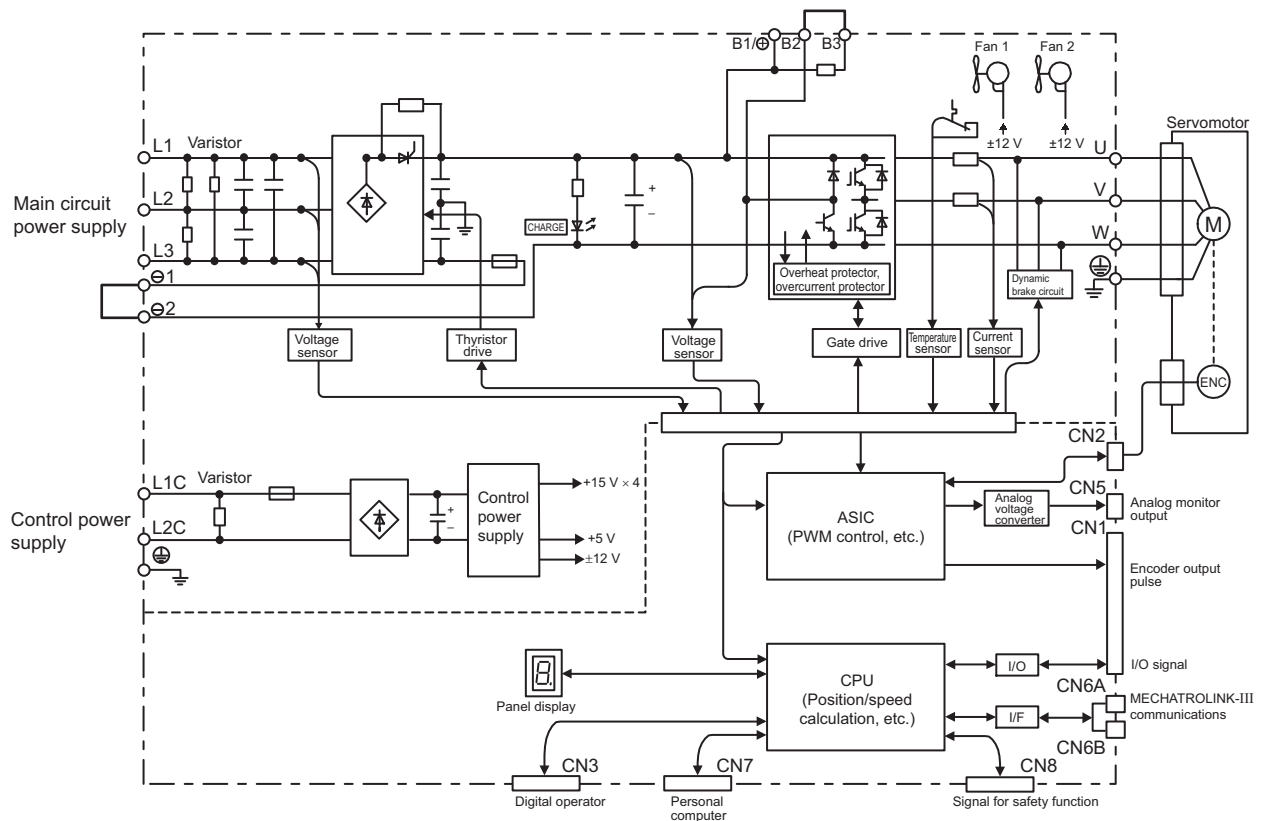 B1/⊕ B2 B3
Fan 1
Fan 2
±12 V
±12 V
Servomotor
Main circuit
power supply
L1
Varistor
L2
L3
⊖1
⊖2
CHARGE
+
–
Overheat protector,
overcurrent protector
U
V
W
M
Dynamic
brake circuit
Voltage
sensor
Thyristor
drive
Voltage
sensor
Gate drive
Temperature
sensor
Current
sensor
ENC
Control power
supply
L1C
Varistor
L2C
+
–
Control
power
supply
+15 V × 4
+5 V
±12 V
ASIC
(PWM control, etc.)
Analog
voltage
converter
CN2
CN5
Analog monitor
output
CN1
Encoder output
pulse
I/O signal
8.
Panel display
CPU
(Position/speed
calculation, etc.)
I/O
I/F
CN6A
MECHATROLINK-III
communications
CN6B
CN3
Digital operator
CN7
Personal
computer
CN8
Signal for safety function